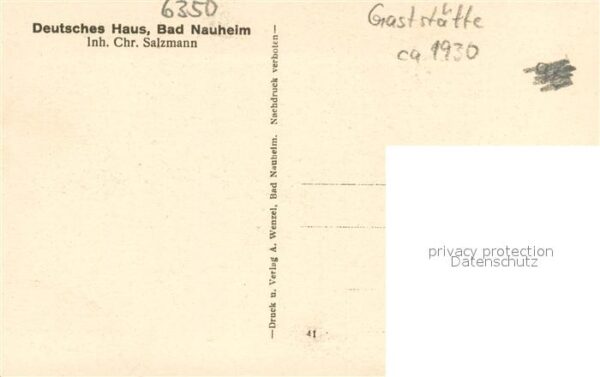 6350
Deutsches Haus, Bad Nauheim
Inh. Chr. Salzmann
Gaststätte
ca 1930
—Druck u. Verlag A. Wenzel, Bad Nauheim. Nachdruck verboten—
privacy protection
Datenschutz
41